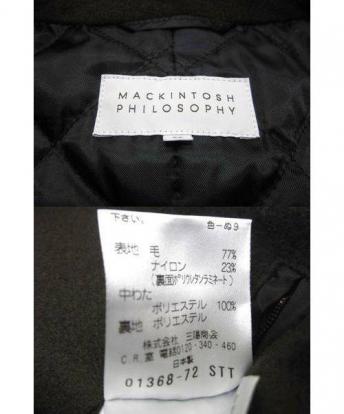 MACKINTOSH
PHILOSOPHY
下さい。
色ーぬ9
表地 毛 77%
ナイロン 23%
(裏面ポリウレタンラミネート)
中わた
ポリエステル 100%
裏地 ポリエステル
株式会社 三陽商会
C.R.室 電話0120-340-460
日本製
01368-72 STT